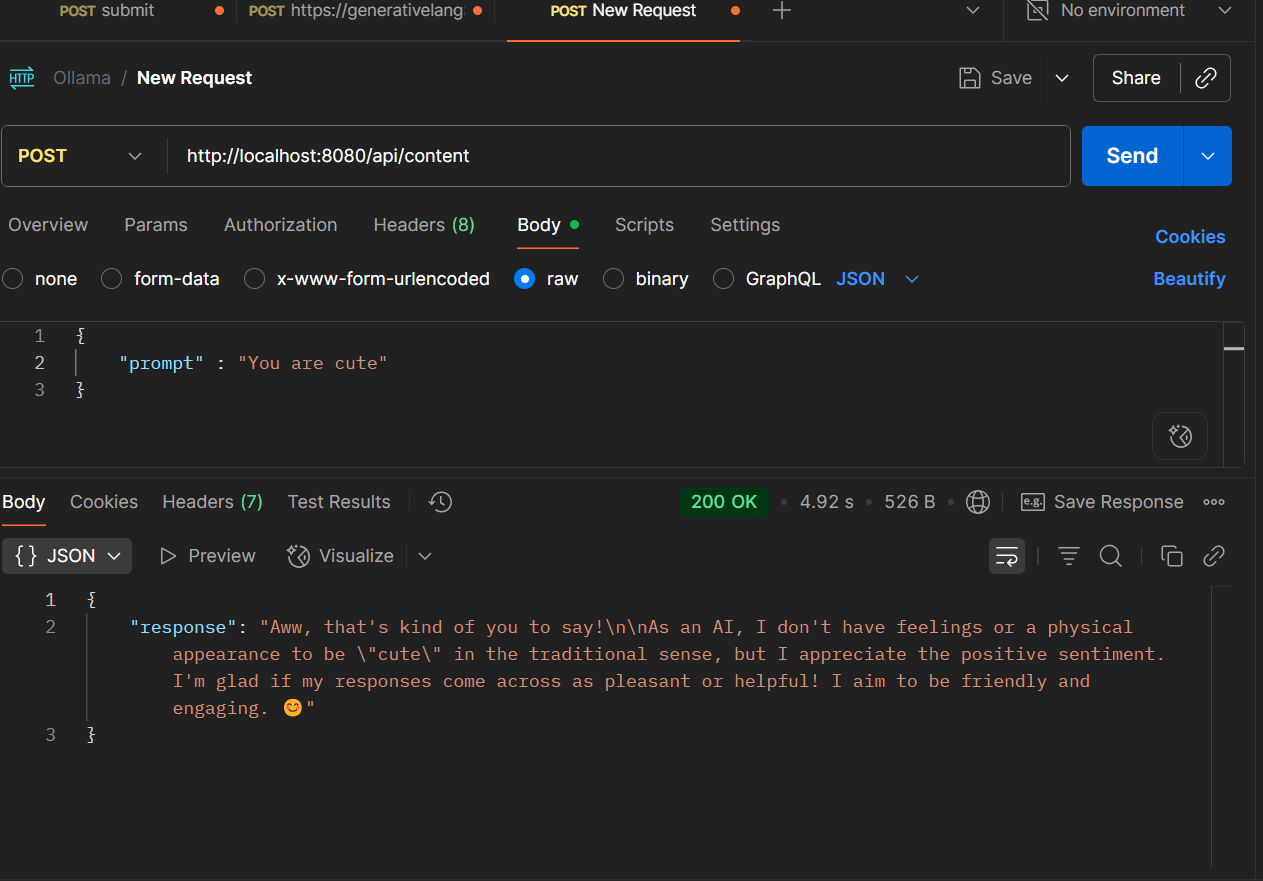 POST submit POST https://generativelang POST New Request No environment
HTTP Ollama / New Request Save Share
POST http://localhost:8080/api/content Send
Overview Params Authorization Headers (8) Body Scripts Settings Cookies
none form-data x-www-form-urlencoded raw binary GraphQL JSON Beautify
1 {
2 "prompt" : "You are cute"
3 }
Body Cookies Headers (7) Test Results 200 OK 4.92 s 526 B e.g. Save Response
{} JSON Preview Visualize
1 {
2 "response": "Aww, that's kind of you to say!\n\nAs an AI, I don't have feelings or a physical
appearance to be \"cute\" in the traditional sense, but I appreciate the positive sentiment.
I'm glad if my responses come across as pleasant or helpful! I aim to be friendly and
engaging. 😊"
3 }